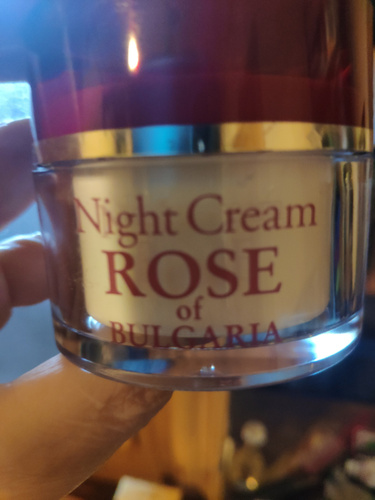 Night Cream
ROSE
of
BULGARIA